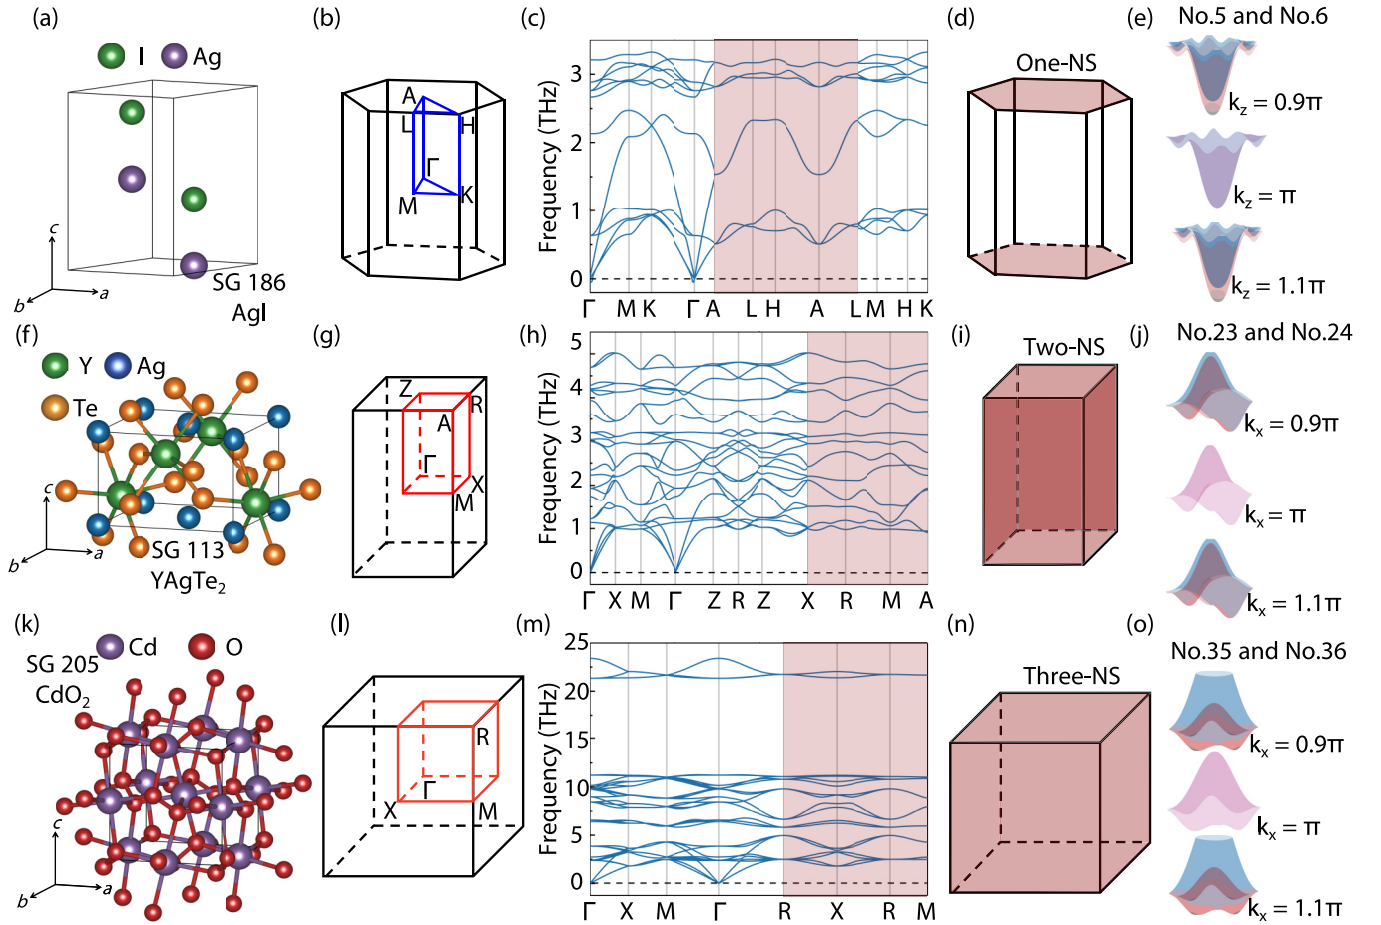 (a)
I
Ag
c
b
a
SG 186
AgI
(b)
A
L
H
Γ
M
K
(c)
Frequency (THz)
3
2
1
0
Γ M K Γ A L H A L M H K
(d)
One-NS
(e)
No.5 and No.6
k_z = 0.9π
k_z = π
k_z = 1.1π
(f)
Y
Ag
Te
c
b
a
SG 113
YAgTe₂
(g)
Z
R
A
Γ
X
M
(h)
Frequency (THz)
5
4
3
2
1
0
Γ X M Γ Z R Z X R M A
(i)
Two-NS
(j)
No.23 and No.24
kₓ = 0.9π
kₓ = π
kₓ = 1.1π
(k)
Cd
O
SG 205
CdO₂
c
b
a
(l)
R
Γ
X
M
(m)
Frequency (THz)
25
20
15
10
5
0
Γ X M Γ R X R M
(n)
Three-NS
(o)
No.35 and No.36
kₓ = 0.9π
kₓ = π
kₓ = 1.1π